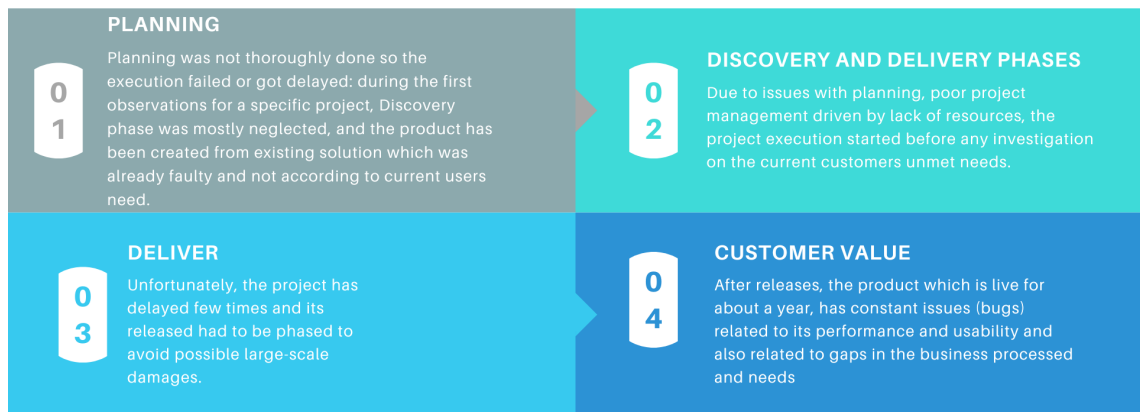 PLANNING
0
1
Planning was not thoroughly done so the
execution failed or got delayed: during the first
observations for a specific project, Discovery
phase was mostly neglected, and the product has
been created from existing solution which was
already faulty and not according to current users
need.
DISCOVERY AND DELIVERY PHASES
0
2
Due to issues with planning, poor project
management driven by lack of resources, the
project execution started before any investigation
on the current customers unmet needs.
DELIVER
0
3
Unfortunately, the project has
delayed few times and its
released had to be phased to
avoid possible large-scale
damages.
CUSTOMER VALUE
0
4
After releases, the product which is live for
about a year, has constant issues (bugs)
related to its performance and usability and
also related to gaps in the business processed
and needs